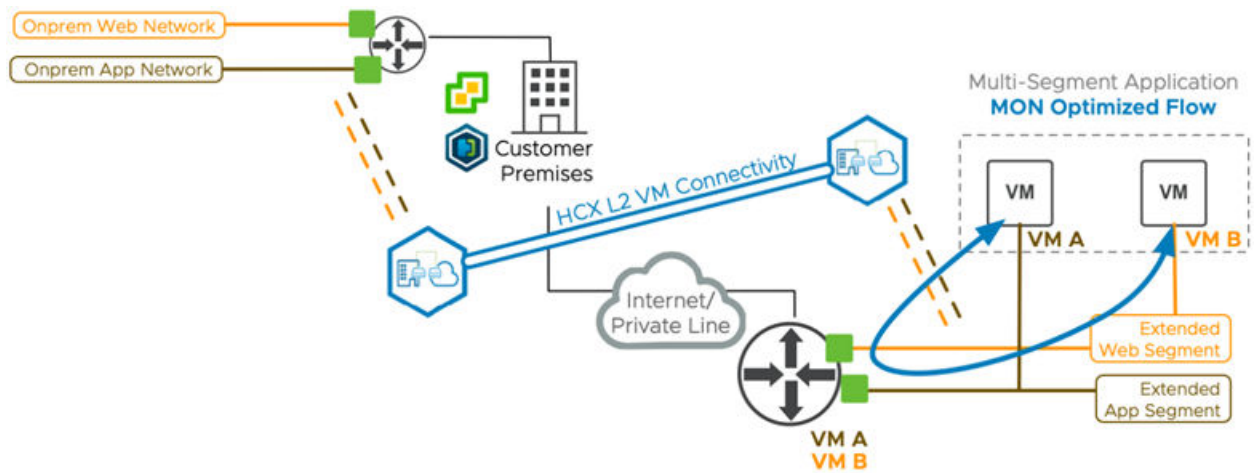 Onprem Web Network
Onprem App Network
Customer
Premises
HCX L2 VM Connectivity
Internet/
Private Line
Multi-Segment Application
MON Optimized Flow
VM
VM
VM A
VM B
Extended
Web Segment
Extended
App Segment
VM A
VM B